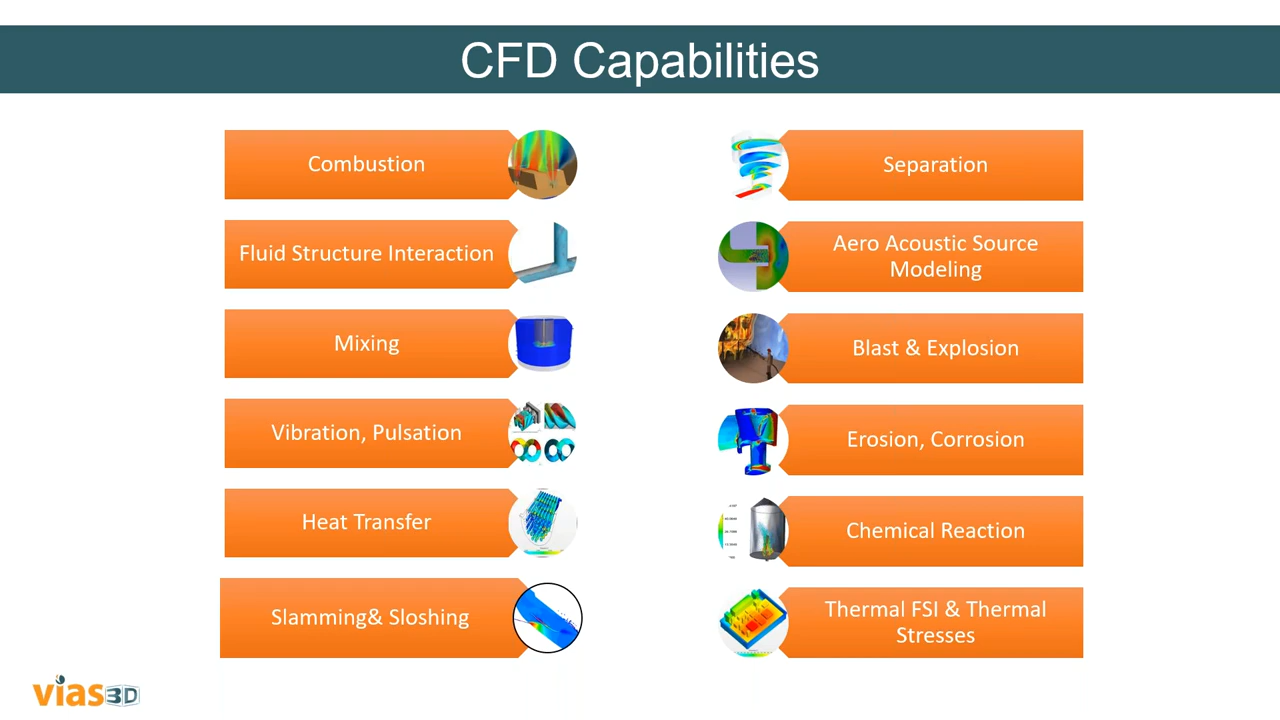 CFD Capabilities
Combustion
Fluid Structure Interaction
Mixing
Vibration, Pulsation
Heat Transfer
Slamming& Sloshing
Separation
Aero Acoustic Source
Modeling
Blast & Explosion
Erosion, Corrosion
Chemical Reaction
Thermal FSI & Thermal
Stresses
vias3D